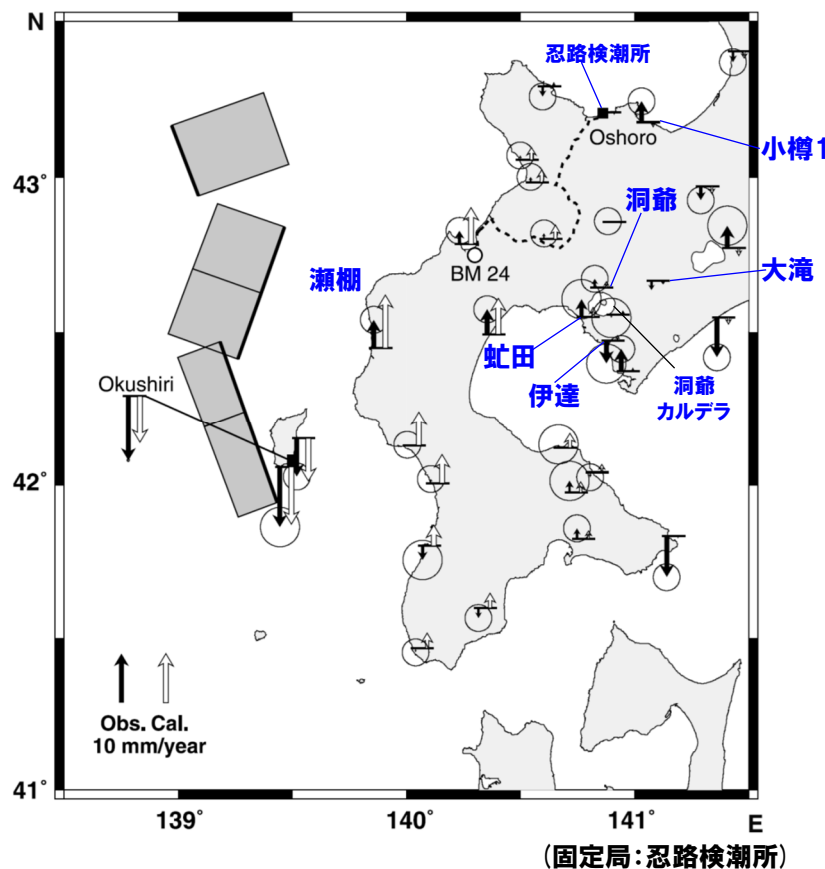 N
忍路検潮所
Oshoro
小樽1
43°
洞爺
BM 24
瀬棚
大滝
虻田
伊達
洞爺
カルデラ
Okushiri
42°
Obs. Cal.
10 mm/year
41°
139°
140°
141°
E
(固定局:忍路検潮所)